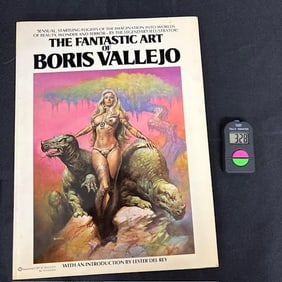 SENSUAL, STARTLING FLIGHTS OF THE IMAGINATION INTO WORLDS
OF BEAUTY, WONDER AND TERROR—BY THE LEGENDARY ILLUSTRATOR!
THE FANTASTIC ART
OF
BORIS VALLEJO
WITH AN INTRODUCTION BY LESTER DEL REY
328